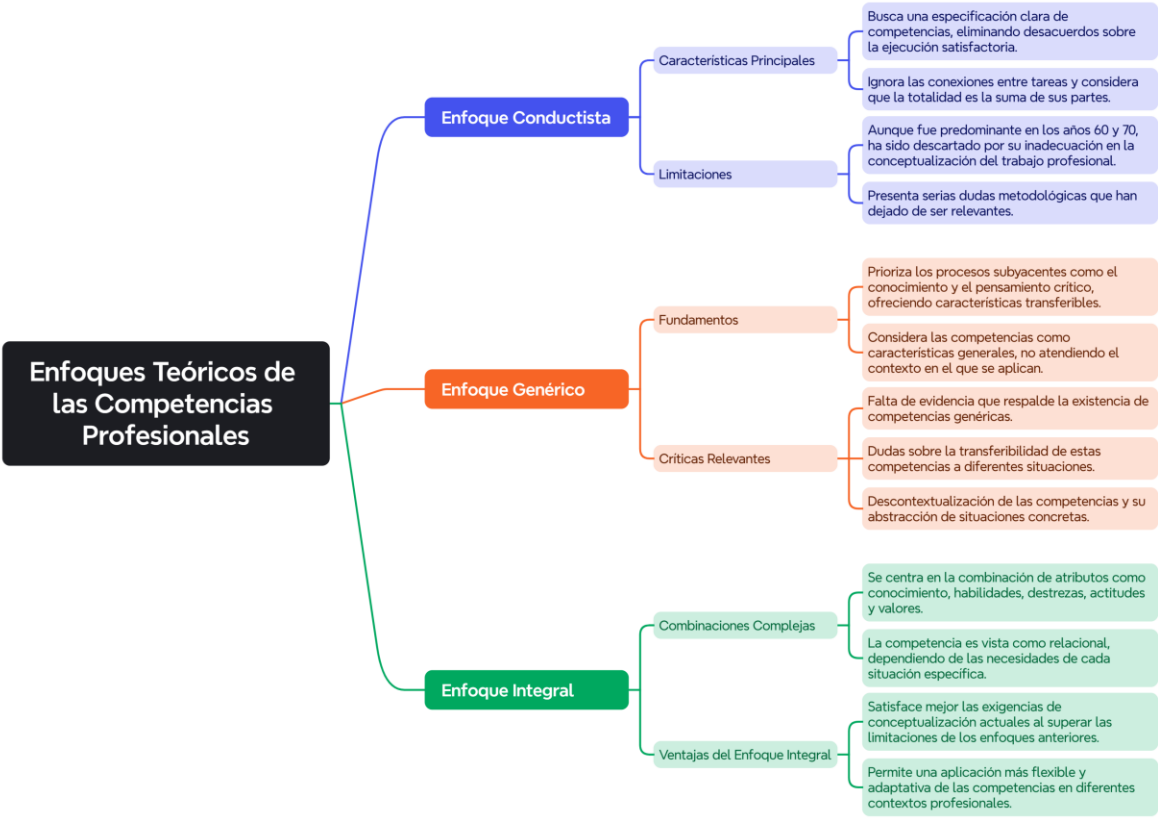 Enfoques Teóricos de
las Competencias
Profesionales
Enfoque Conductista
Características Principales
Busca una especificación clara de
competencias, eliminando desacuerdos sobre
la ejecución satisfactoria.
Ignora las conexiones entre tareas y considera
que la totalidad es la suma de sus partes.
Limitaciones
Aunque fue predominante en los años 60 y 70,
ha sido descartado por su inadecuación en la
conceptualización del trabajo profesional.
Presenta serias dudas metodológicas que han
dejado de ser relevantes.
Enfoque Genérico
Fundamentos
Prioriza los procesos subyacentes como el
conocimiento y el pensamiento crítico,
ofreciendo características transferibles.
Considera las competencias como
características generales, no atendiendo el
contexto en el que se aplican.
Críticas Relevantes
Falta de evidencia que respalde la existencia de
competencias genéricas.
Dudas sobre la transferibilidad de estas
competencias a diferentes situaciones.
Descontextualización de las competencias y su
abstracción de situaciones concretas.
Enfoque Integral
Combinaciones Complejas
Se centra en la combinación de atributos como
conocimiento, habilidades, destrezas, actitudes
y valores.
La competencia es vista como relacional,
dependiendo de las necesidades de cada
situación específica.
Ventajas del Enfoque Integral
Satisface mejor las exigencias de
conceptualización actuales al superar las
limitaciones de los enfoques anteriores.
Permite una aplicación más flexible y
adaptativa de las competencias en diferentes
contextos profesionales.